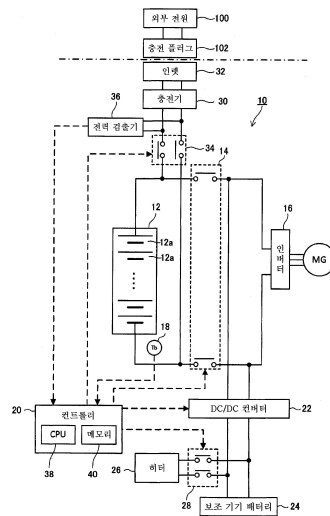 외부 전원
100
충전 플러그
102
인렛
32
충전기
30
10
36
전력 검출기
34
14
12
12a
12a
16
인버터
MG
18
Tb
20
컨트롤러
CPU
메모리
38
40
DC/DC 컨버터
22
26
히터
28
보조 기기 배터리
24